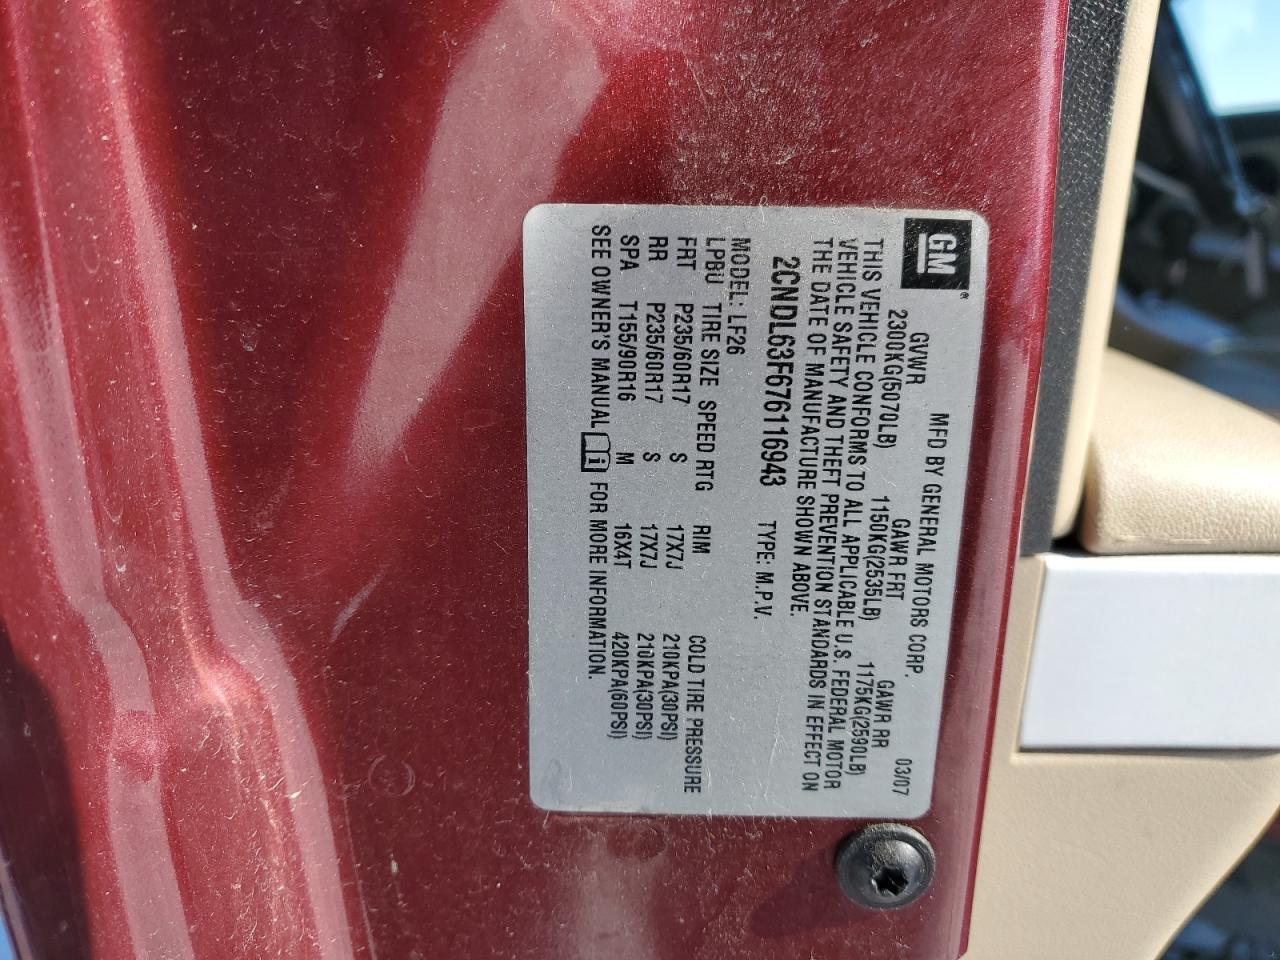 GM®
MFD BY GENERAL MOTORS CORP. 03/07
GVWR GAWR FRT GAWR RR
2300KG(5070LB) 1150KG(2535LB) 1175KG(2590LB)
THIS VEHICLE CONFORMS TO ALL APPLICABLE U.S. FEDERAL MOTOR
VEHICLE SAFETY AND THEFT PREVENTION STANDARDS IN EFFECT ON
THE DATE OF MANUFACTURE SHOWN ABOVE.
2CNDL63F676116943 TYPE: M.P.V.
MODEL: LF26
LPBU TIRE SIZE SPEED RTG RIM COLD TIRE PRESSURE
FRT P235/60R17 S 17X7J 210KPA(30PSI)
RR P235/60R17 S 17X7J 210KPA(30PSI)
SPA T155/90R16 M 16X4T 420KPA(60PSI)
SEE OWNER'S MANUAL i FOR MORE INFORMATION.